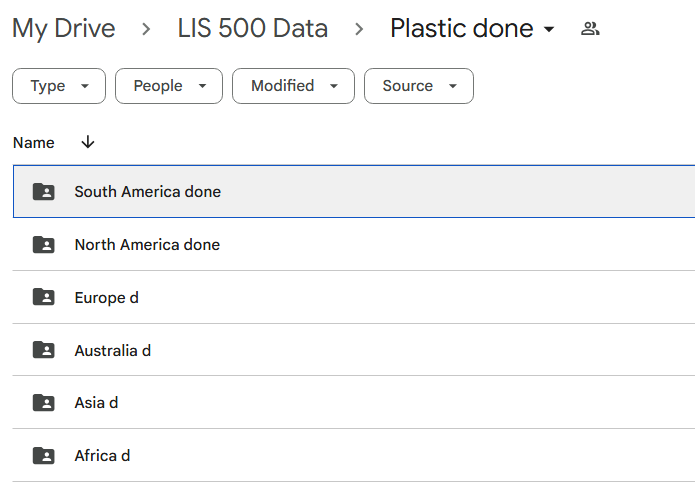 My Drive > LIS 500 Data > Plastic done
Type People Modified Source
Name
South America done
North America done
Europe d
Australia d
Asia d
Africa d